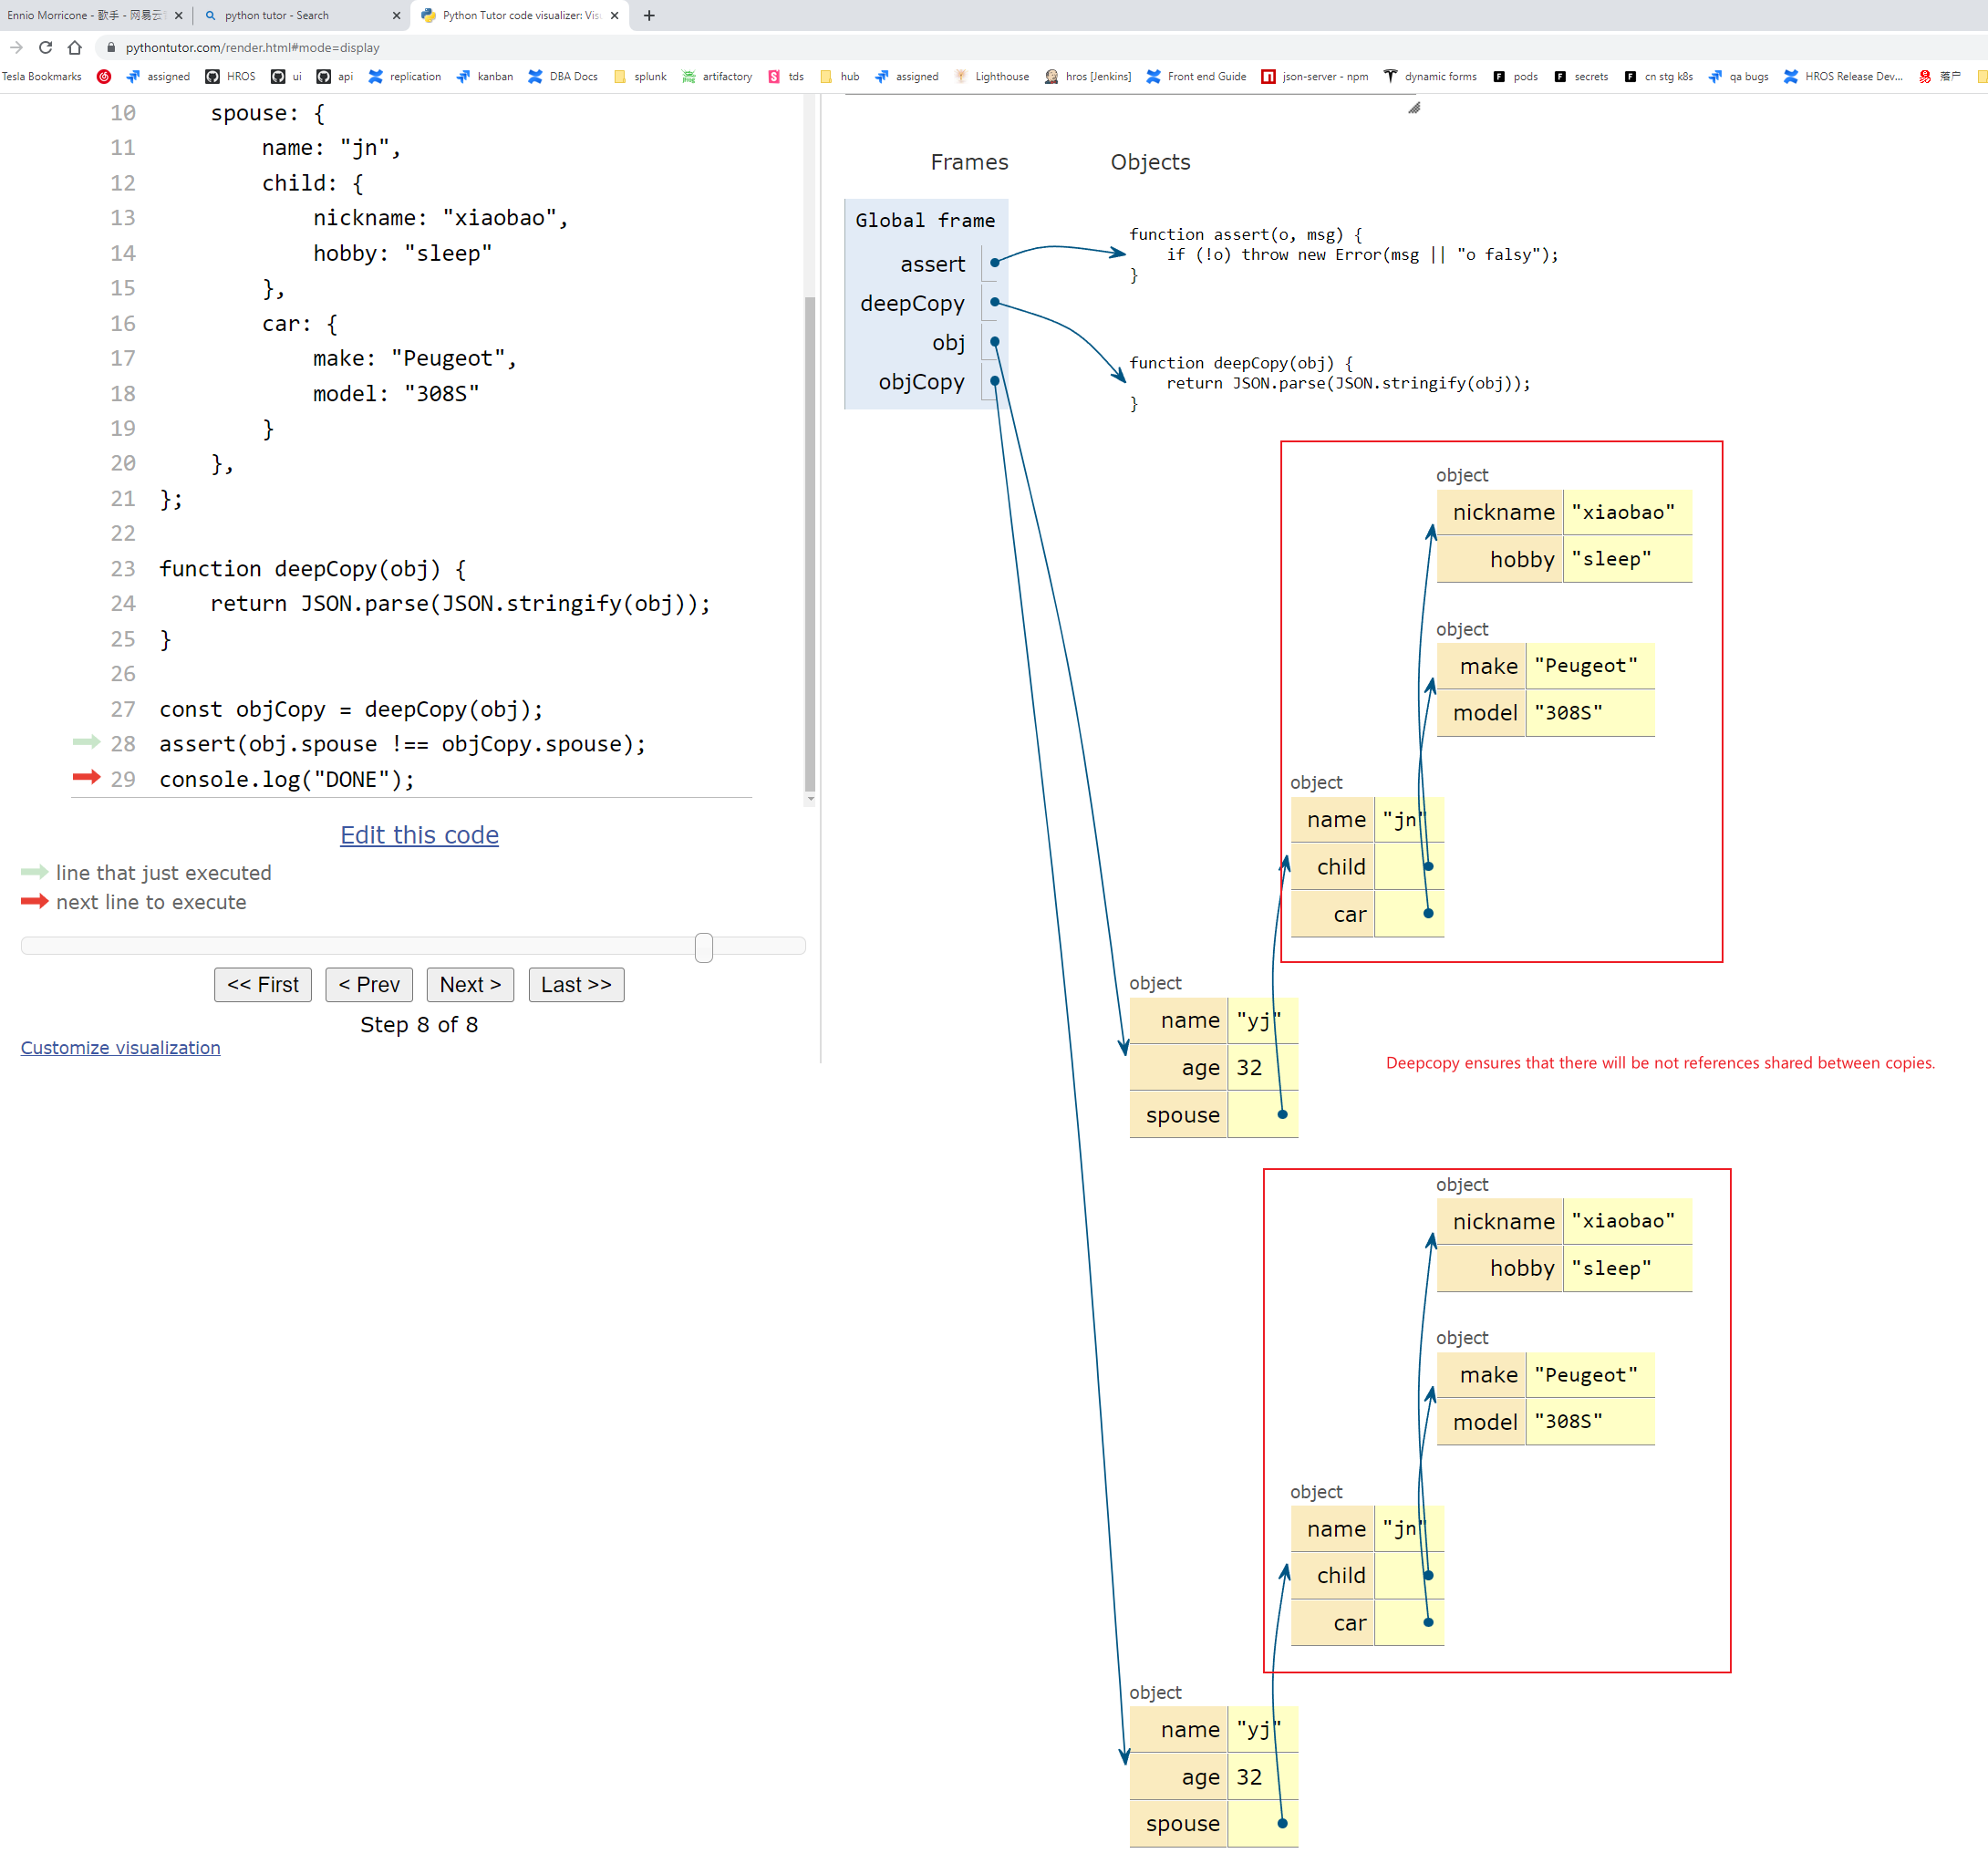 Ennio Morricone - 歌手 - 网易云
python tutor - Search
Python Tutor code visualizer: Vis
pythontutor.com/render.html#mode=display
Tesla Bookmarks assigned HROS ui api replication kanban DBA Docs splunk artifactory tds hub assigned Lighthouse hros [Jenkins] Front end Guide json-server - npm dynamic forms pods secrets cn stg k8s qa bugs HROS Release Dev... 落户
10 spouse: {
11 name: "jn",
12 child: {
13 nickname: "xiaobao",
14 hobby: "sleep"
15 },
16 car: {
17 make: "Peugeot",
18 model: "308S"
19 }
20 },
21 };
22
23 function deepCopy(obj) {
24 return JSON.parse(JSON.stringify(obj));
25 }
26
27 const objCopy = deepCopy(obj);
28 assert(obj.spouse !== objCopy.spouse);
29 console.log("DONE");
Edit this code
line that just executed
next line to execute
<< First < Prev Next > Last >>
Step 8 of 8
Customize visualization
Frames Objects
Global frame
assert
deepCopy
obj
objCopy
function assert(o, msg) {
if (!o) throw new Error(msg || "o falsy");
}
function deepCopy(obj) {
return JSON.parse(JSON.stringify(obj));
}
object
nickname "xiaobao"
hobby "sleep"
object
make "Peugeot"
model "308S"
object
name "jn"
child
car
object
name "yj"
age 32
spouse
Deepcopy ensures that there will be not references shared between copies.
object
nickname "xiaobao"
hobby "sleep"
object
make "Peugeot"
model "308S"
object
name "jn"
child
car
object
name "yj"
age 32
spouse